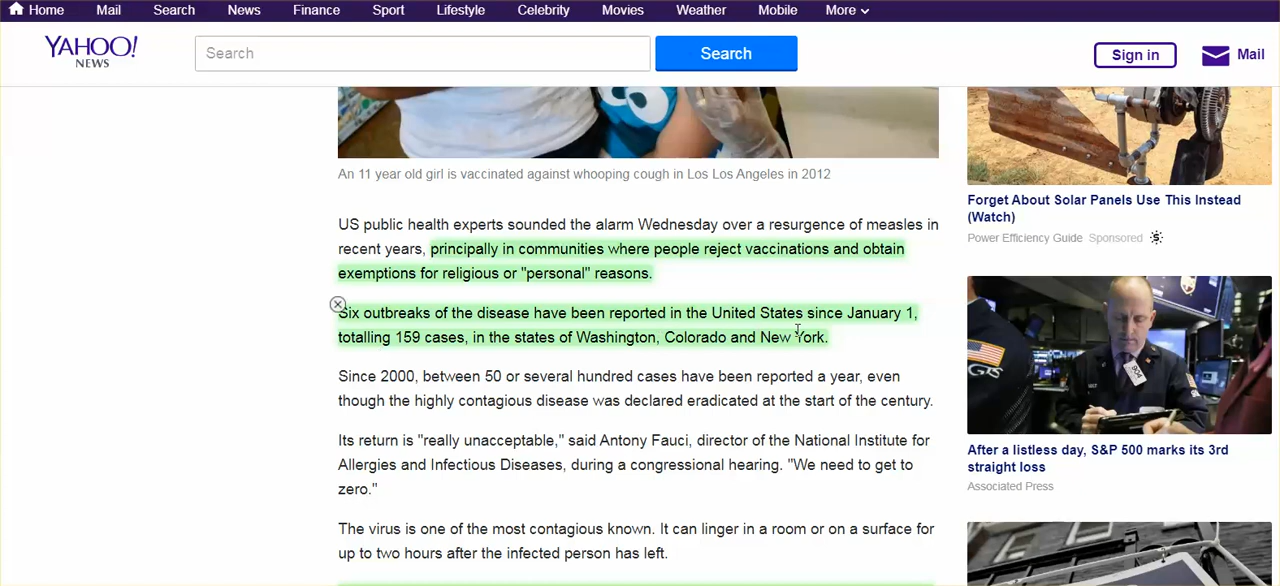 Home Mail Search News Finance Sport Lifestyle Celebrity Movies Weather Mobile More
YAHOO!
NEWS
Search
Search
Sign in
Mail
An 11 year old girl is vaccinated against whooping cough in Los Los Angeles in 2012
US public health experts sounded the alarm Wednesday over a resurgence of measles in
recent years, principally in communities where people reject vaccinations and obtain
exemptions for religious or "personal" reasons.
Six outbreaks of the disease have been reported in the United States since January 1,
totalling 159 cases, in the states of Washington, Colorado and New York.
Since 2000, between 50 or several hundred cases have been reported a year, even
though the highly contagious disease was declared eradicated at the start of the century.
Its return is "really unacceptable," said Antony Fauci, director of the National Institute for
Allergies and Infectious Diseases, during a congressional hearing. "We need to get to
zero."
The virus is one of the most contagious known. It can linger in a room or on a surface for
up to two hours after the infected person has left.
Forget About Solar Panels Use This Instead
(Watch)
Power Efficiency Guide Sponsored
After a listless day, S&P 500 marks its 3rd
straight loss
Associated Press